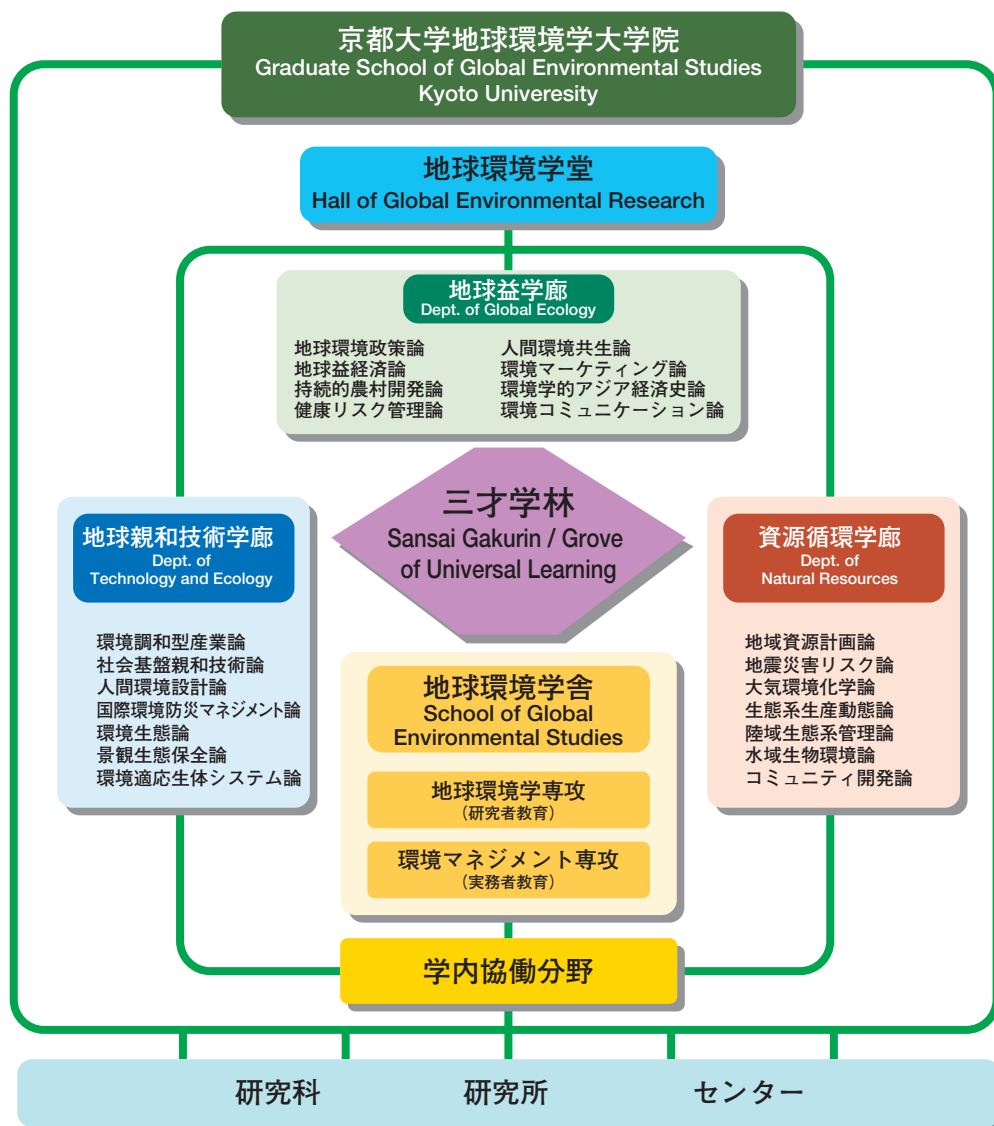 京都大学地球環境学大学院
Graduate School of Global Environmental Studies
Kyoto Univeresity
地球環境学堂
Hall of Global Environmental Research
地球益学廊
Dept. of Global Ecology
地球環境政策論
地球益経済論
持続的農村開発論
健康リスク管理論
人間環境共生論
環境マーケティング論
環境学的アジア経済史論
環境コミュニケーション論
三才学林
Sansai Gakurin / Grove
of Universal Learning
地球親和技術学廊
Dept. of
Technology and Ecology
環境調和型産業論
社会基盤親和技術論
人間環境設計論
国際環境防災マネジメント論
環境生態論
景観生態保全論
環境適応生体システム論
資源循環学廊
Dept. of
Natural Resources
地域資源計画論
地震災害リスク論
大気環境化学論
生態系生産動態論
陸域生態系管理論
水域生物環境論
コミュニティ開発論
地球環境学舎
School of Global
Environmental Studies
地球環境学専攻
（研究者教育）
環境マネジメント専攻
（実務者教育）
学内協働分野
研究科 研究所 センター